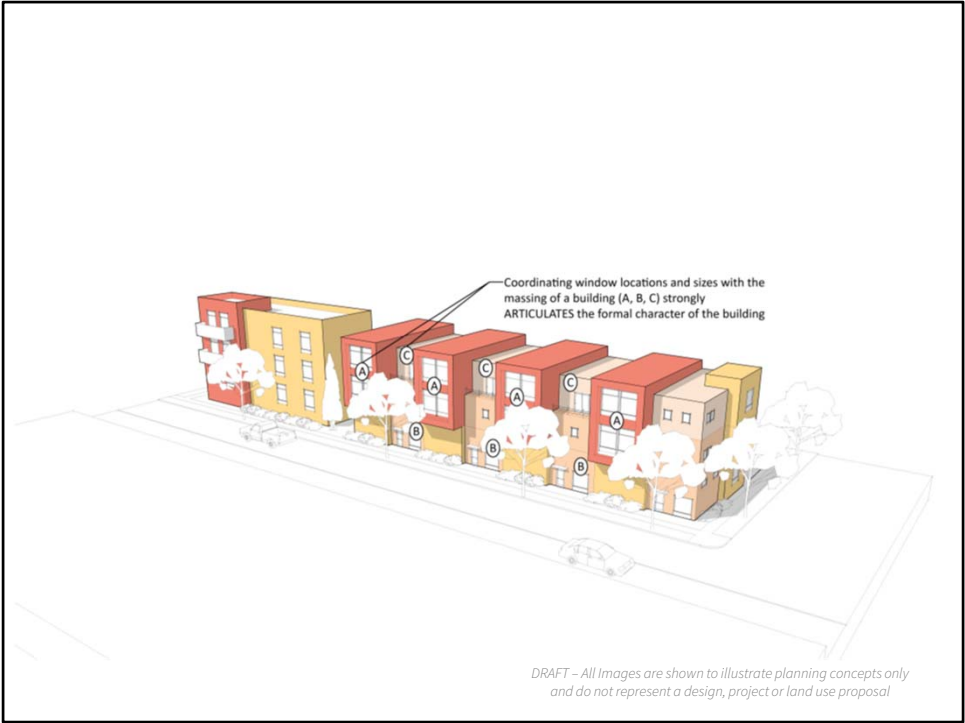 Coordinating window locations and sizes with the
massing of a building (A, B, C) strongly
ARTICULATES the formal character of the building
C
A
C
A
C
A
A
B
B
B
DRAFT – All Images are shown to illustrate planning concepts only
and do not represent a design, project or land use proposal